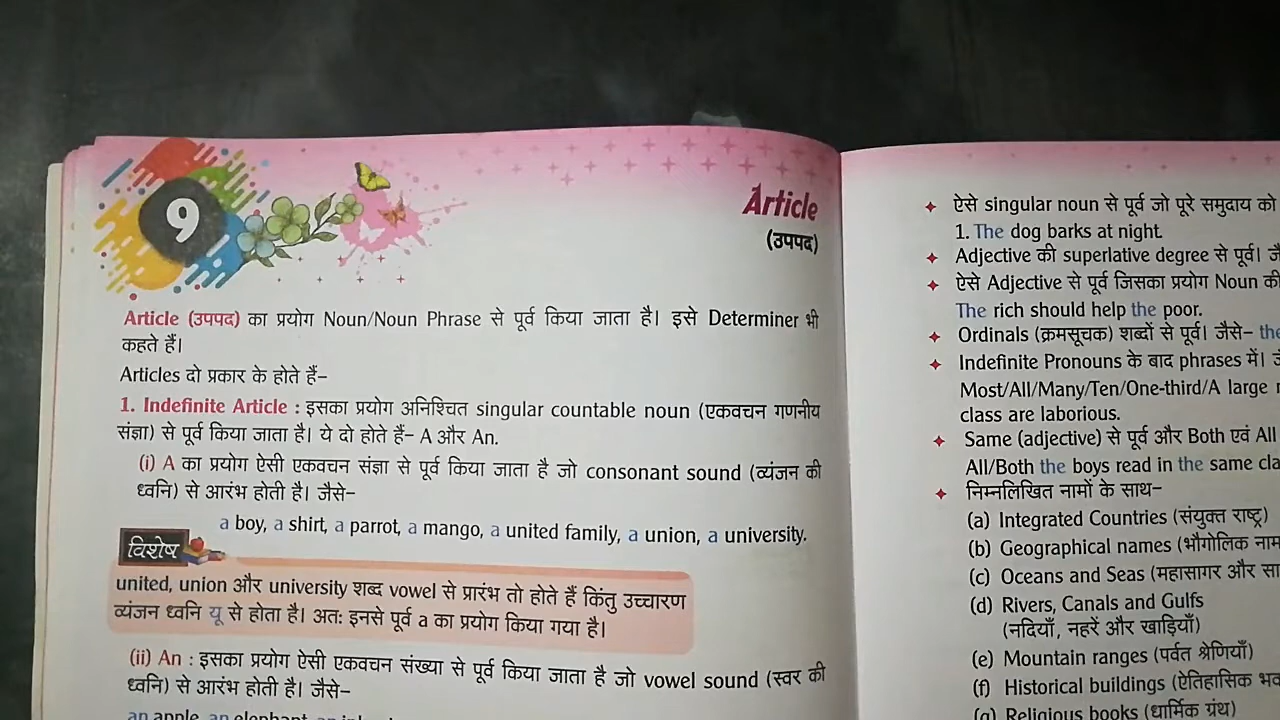 9
Article
(उपपद)
Article (उपपद) का प्रयोग Noun/Noun Phrase से पूर्व किया जाता है। इसे Determiner भी
कहते हैं।
Articles दो प्रकार के होते हैं–
1. Indefinite Article : इसका प्रयोग अनिश्चित singular countable noun (एकवचन गणनीय
संज्ञा) से पूर्व किया जाता है। ये दो होते हैं– A और An.
(i) A का प्रयोग ऐसी एकवचन संज्ञा से पूर्व किया जाता है जो consonant sound (व्यंजन की
ध्वनि) से आरंभ होती है। जैसे–
a boy, a shirt, a parrot, a mango, a united family, a union, a university.
विशेष
united, union और university शब्द vowel से प्रारंभ तो होते हैं किंतु उच्चारण
व्यंजन ध्वनि यू से होता है। अतः इनसे पूर्व a का प्रयोग किया गया है।
(ii) An : इसका प्रयोग ऐसी एकवचन संख्या से पूर्व किया जाता है जो vowel sound (स्वर की
ध्वनि) से आरंभ होती है। जैसे–
an apple, an elephant,
ऐसे singular noun से पूर्व जो पूरे समुदाय को
1. The dog barks at night.
Adjective की superlative degree से पूर्व।
ऐसे Adjective से पूर्व जिसका प्रयोग Noun की
The rich should help the poor.
Ordinals (क्रमसूचक) शब्दों से पूर्व। जैसे– the
Indefinite Pronouns के बाद phrases में।
Most/All/Many/Ten/One-third/A large
class are laborious.
Same (adjective) से पूर्व और Both एवं All
All/Both the boys read in the same
निम्नलिखित नामों के साथ–
(a) Integrated Countries (संयुक्त राष्ट्र)
(b) Geographical names (भौगोलिक
(c) Oceans and Seas (महासागर और
(d) Rivers, Canals and Gulfs
(नदियाँ, नहरें और खाड़ियाँ)
(e) Mountain ranges (पर्वत श्रेणियाँ)
(f) Historical buildings (ऐतिहासिक
(g) Religious books (धार्मिक ग्रंथ)